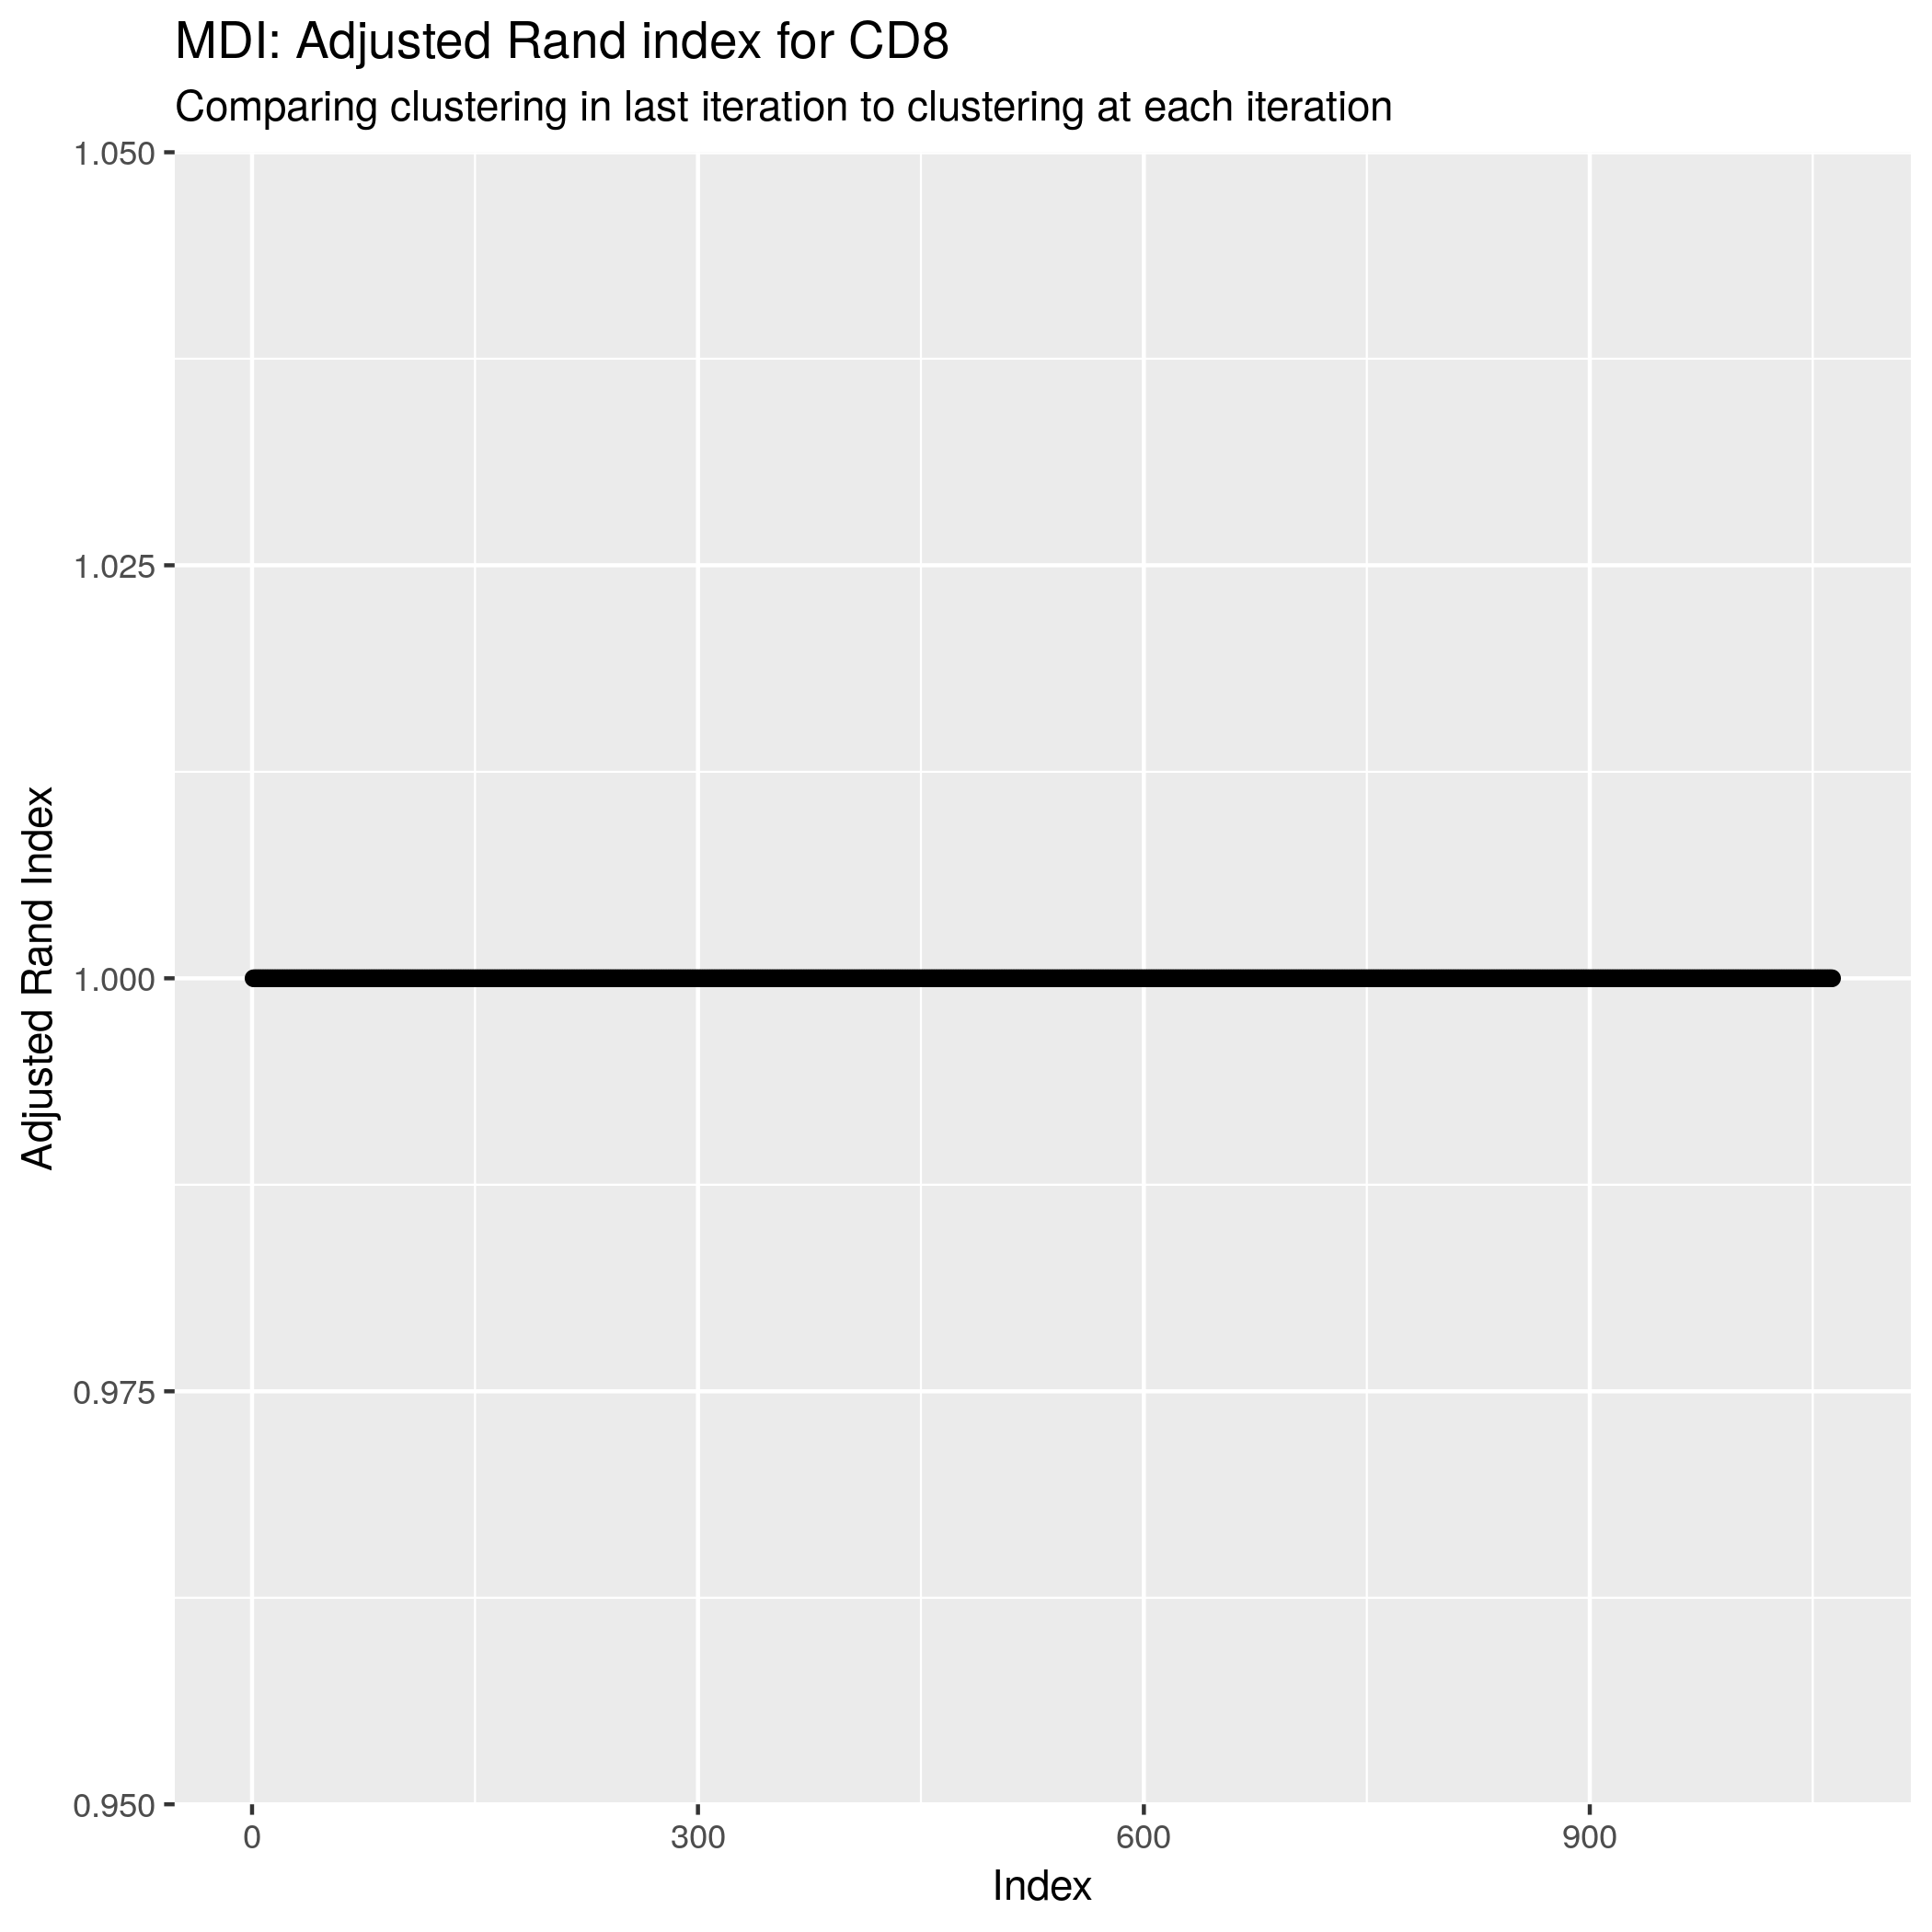 MDI: Adjusted Rand index for CD8
Comparing clustering in last iteration to clustering at each iteration
1.050
1.025
1.000
0.975
0.950
Adjusted Rand Index
0 300 600 900
Index